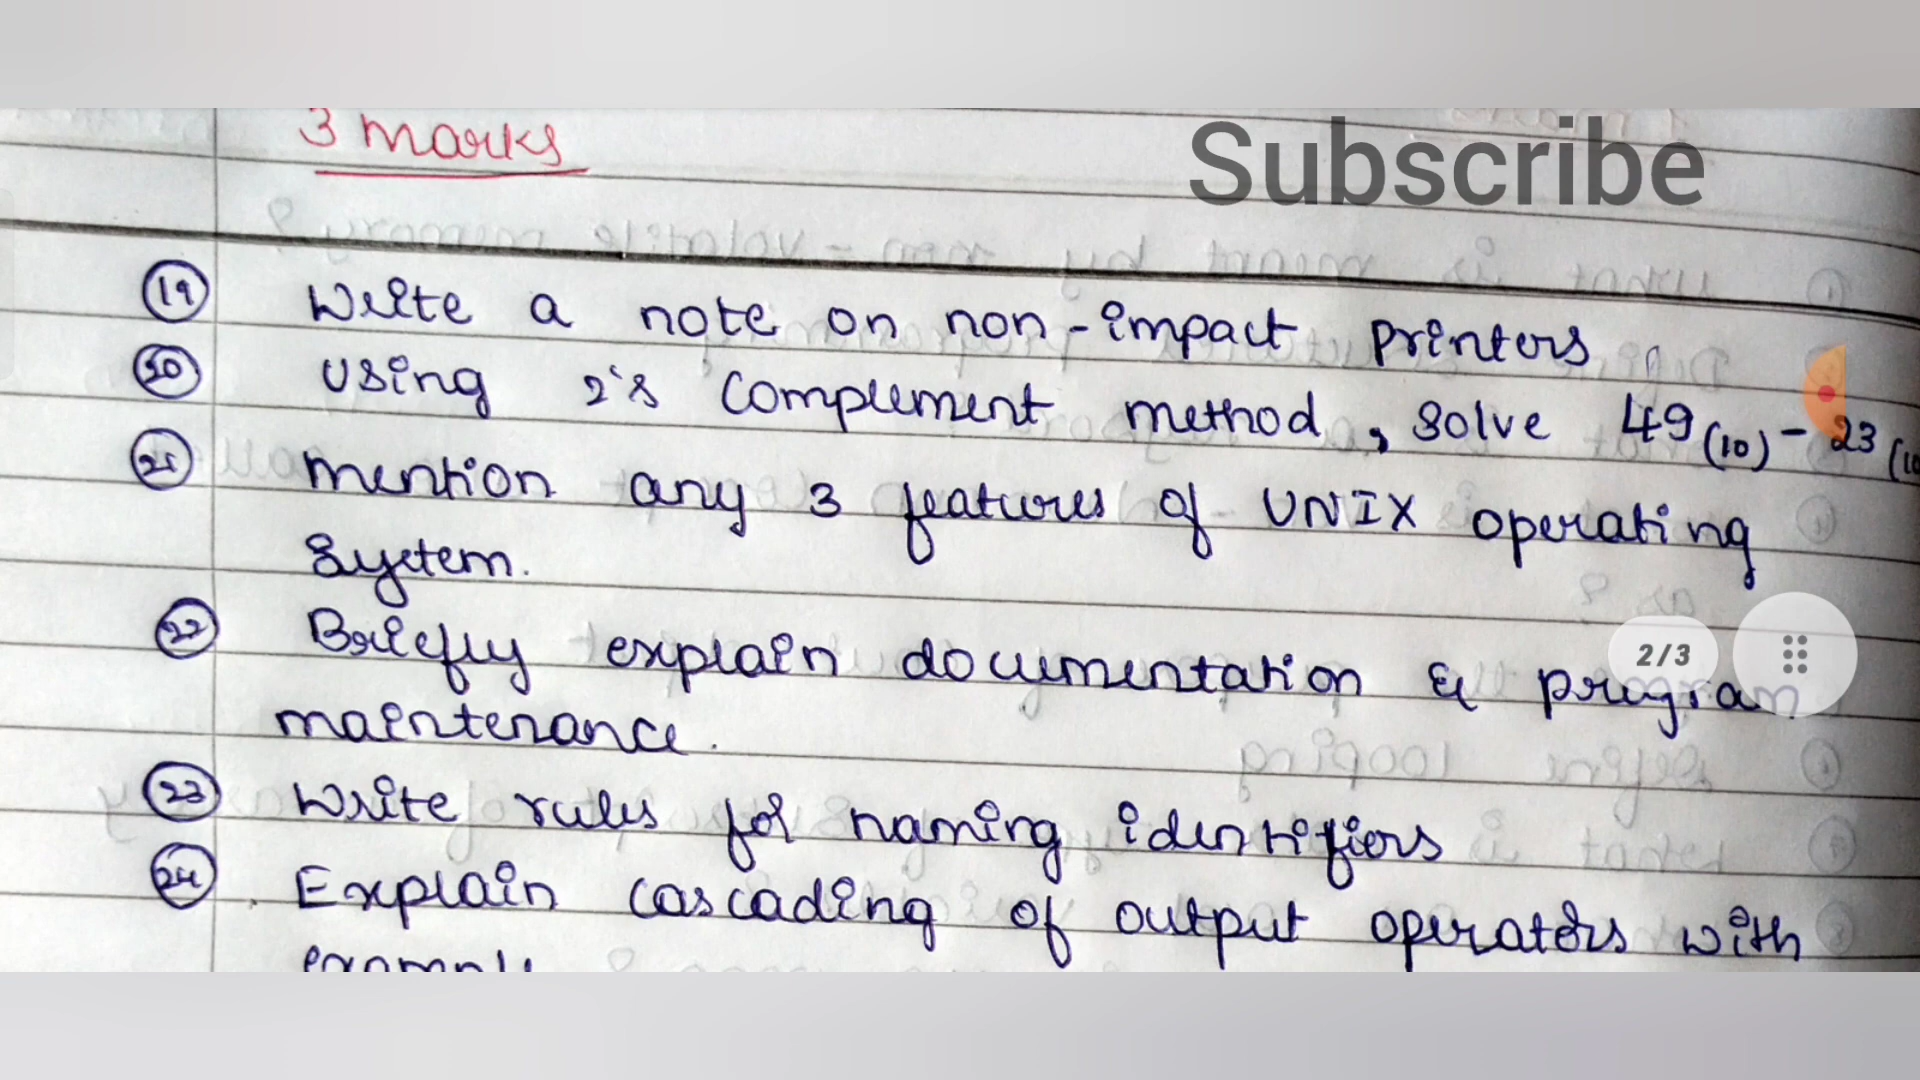 3 marks
Subscribe
19 Write a note on non-impact printers
20 Using 2's complement method, solve 49(10) - 23(10
21 mention any 3 features of UNIX operating
System.
22 Briefly explain documentation & program
2/3
maintenance.
23 Write rules for naming identifiers
24 Explain cascading of output operators with